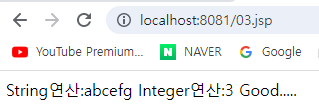 localhost:8081/03.jsp
YouTube Premium... NAVER Google
String연산:abcefg Integer연산:3 Good.....